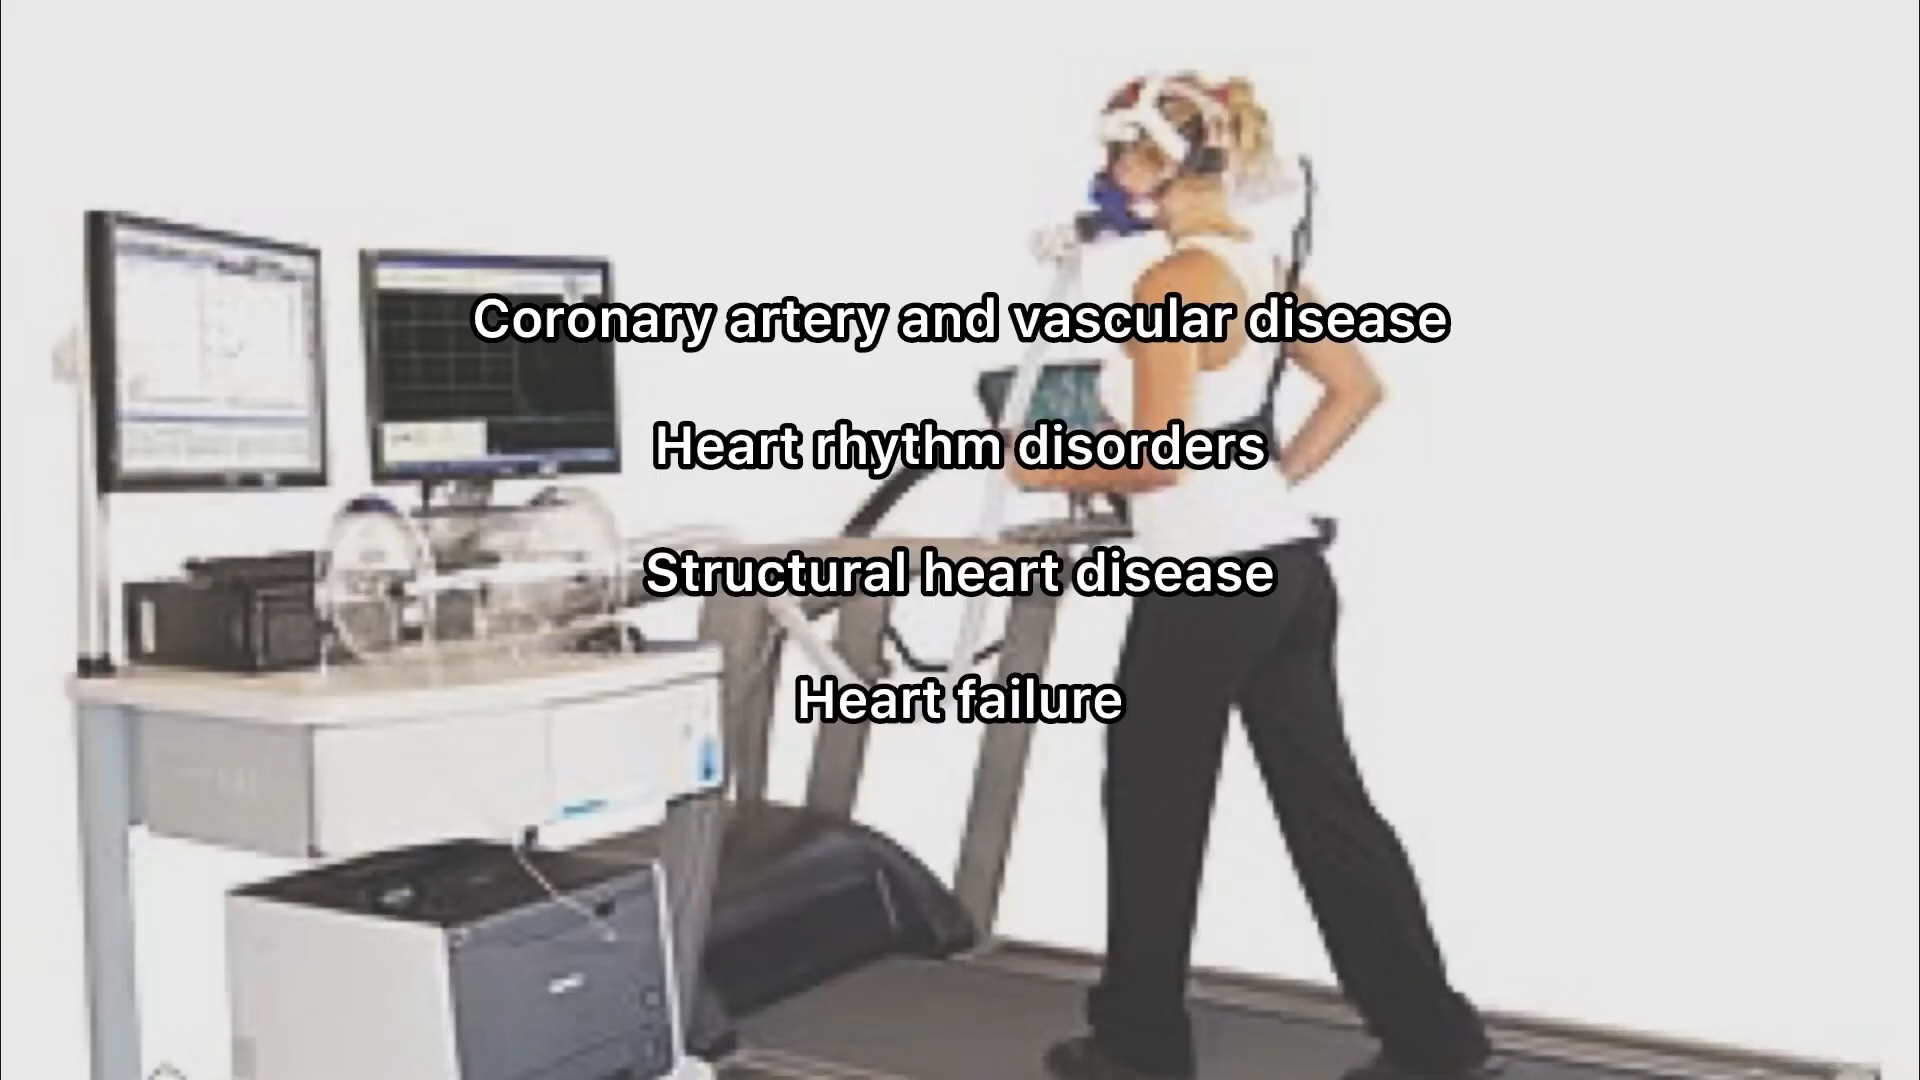 Coronary artery and vascular disease
Heart rhythm disorders
Structural heart disease
Heart failure